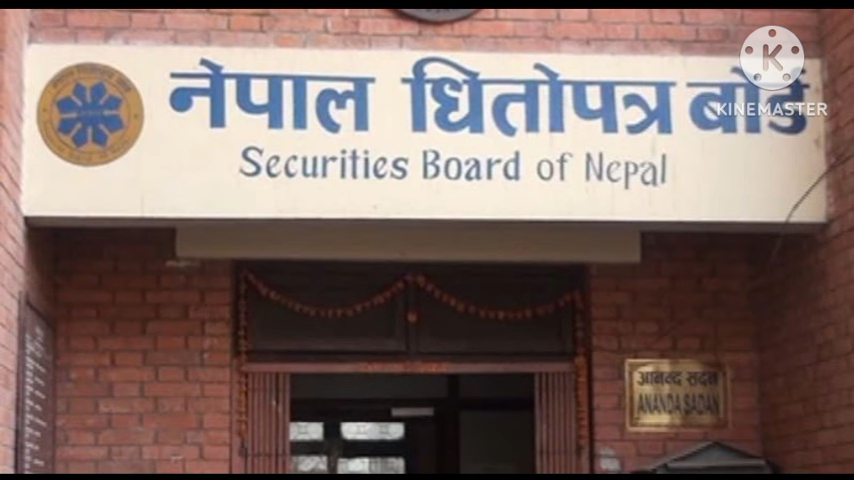 नेपाल धितोपत्र बोर्ड
Securities Board of Nepal
KINEMASTER
आनन्द सदन
ANANDA SADAN